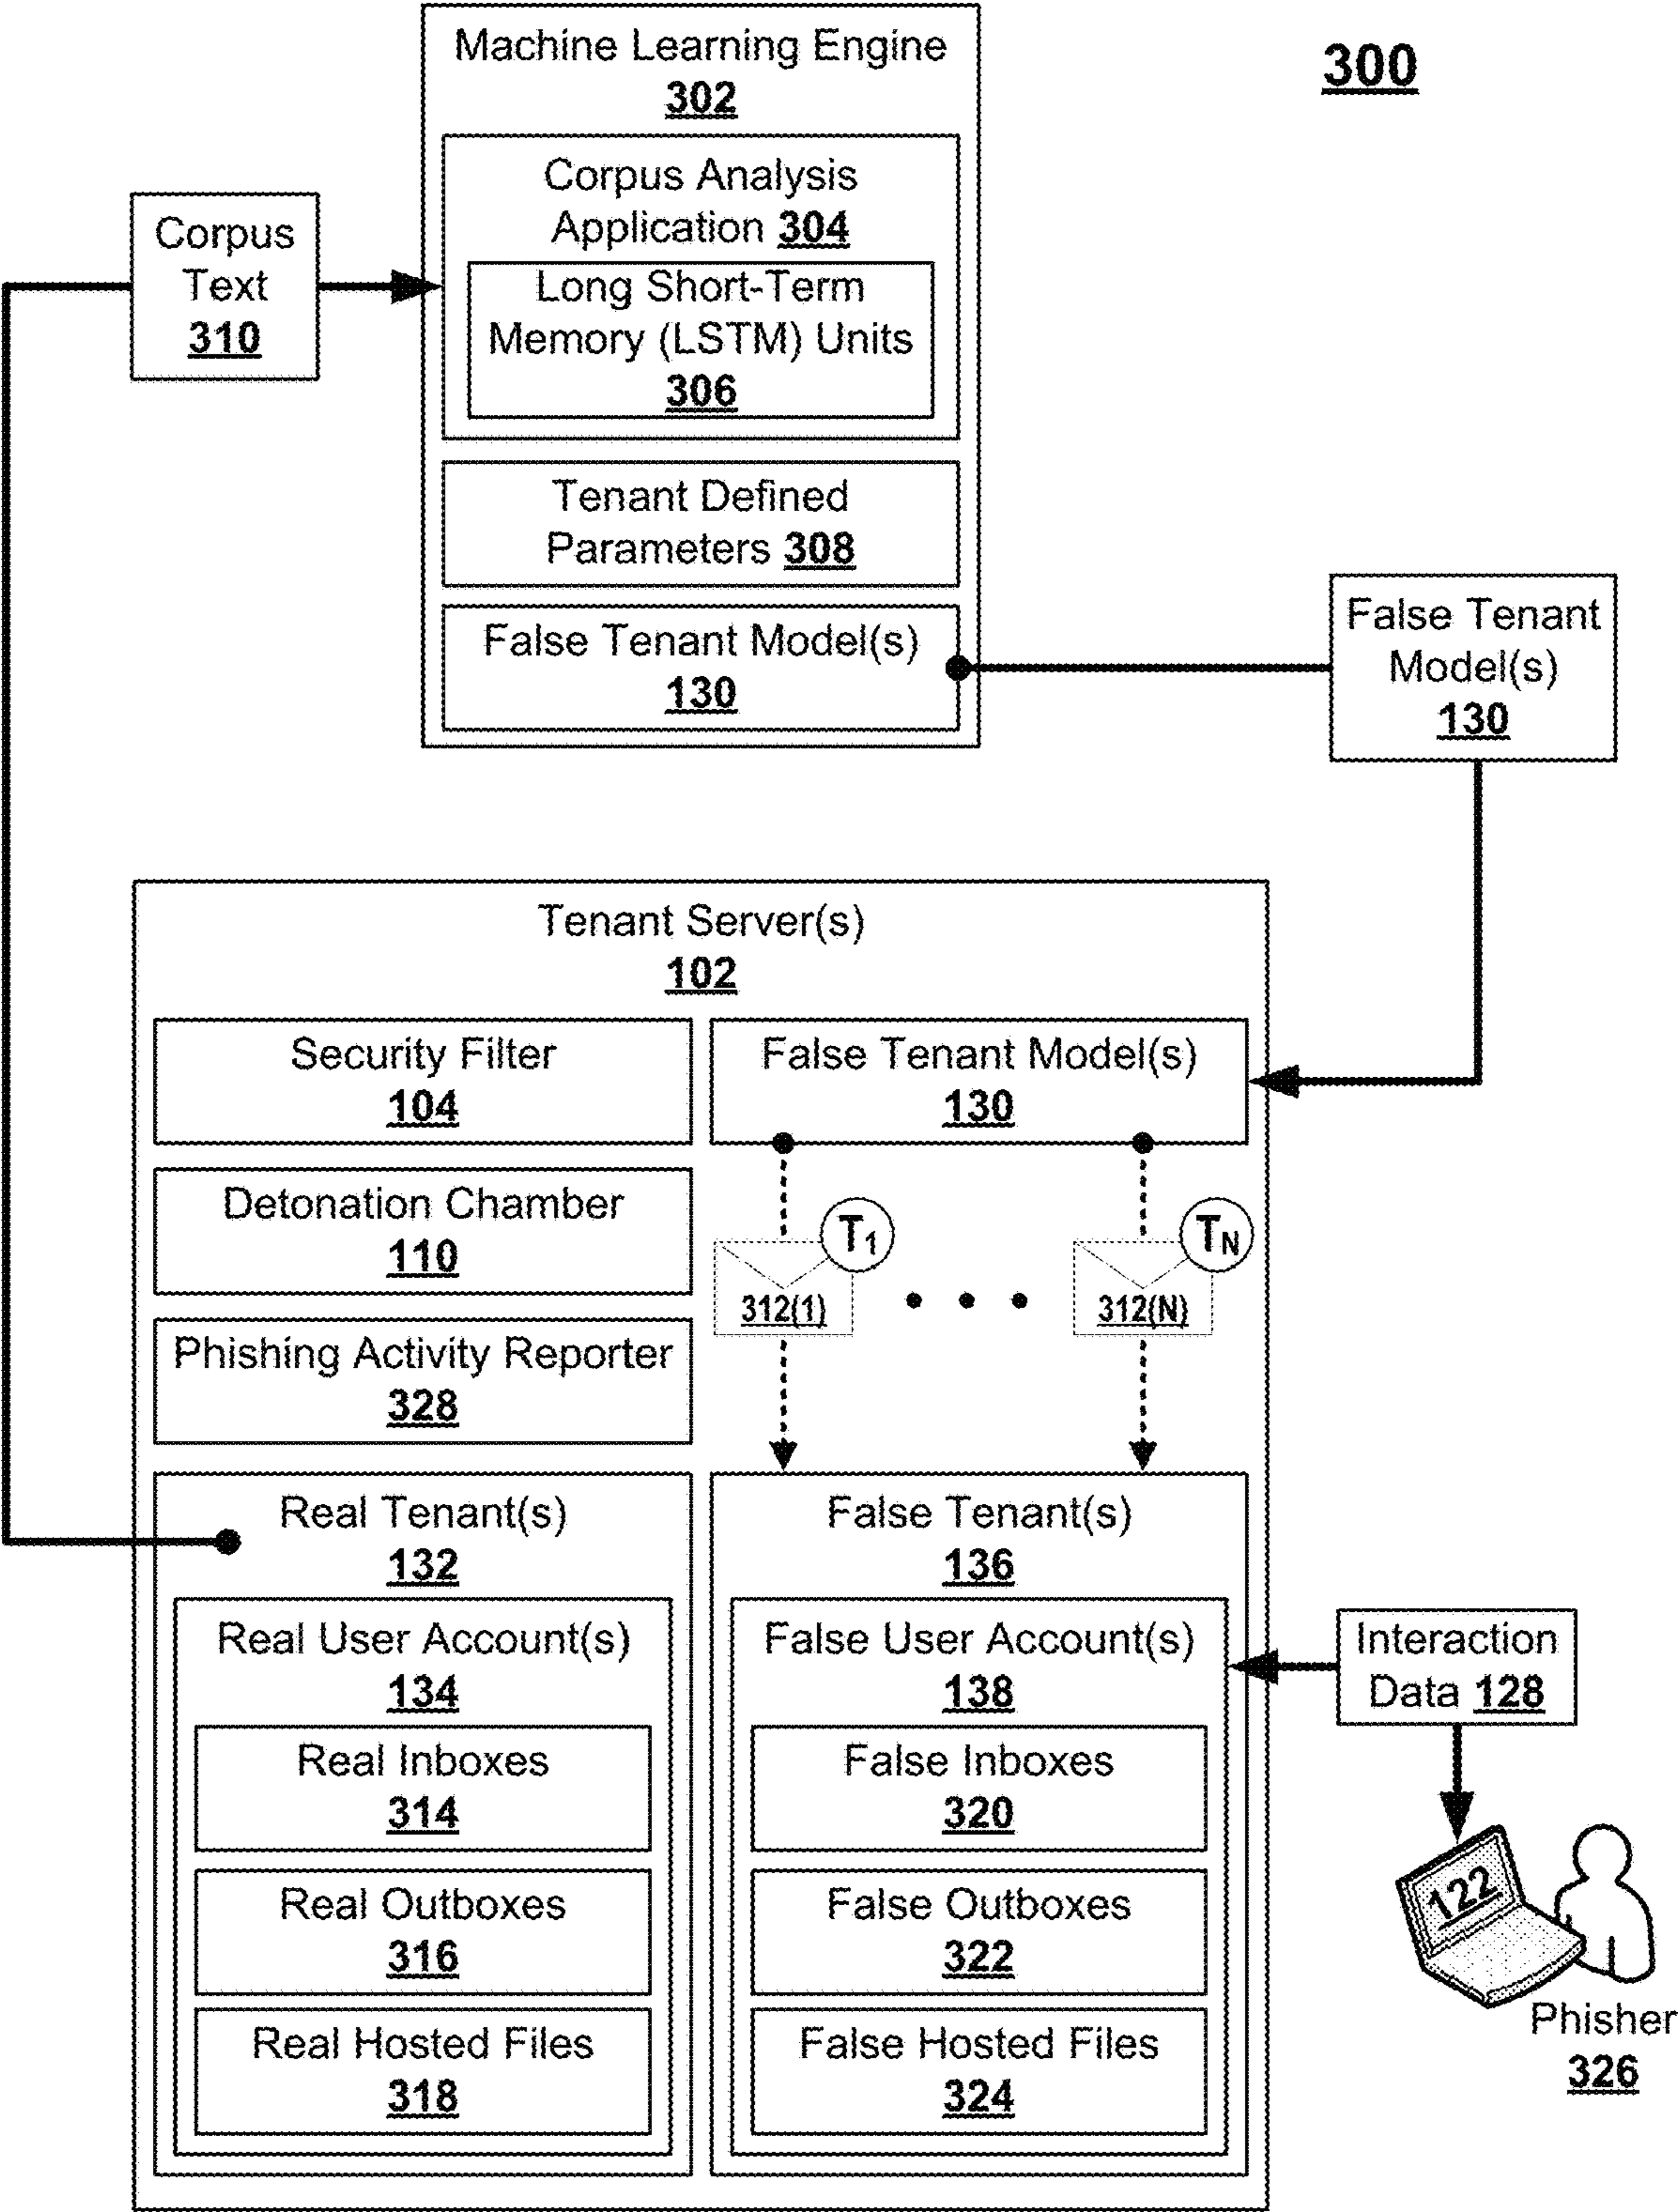 300
Machine Learning Engine
302
Corpus Analysis
Application 304
Long Short-Term
Memory (LSTM) Units
306
Corpus
Text
310
Tenant Defined
Parameters 308
False Tenant Model(s)
130
False Tenant
Model(s)
130
Tenant Server(s)
102
Security Filter
104
False Tenant Model(s)
130
Detonation Chamber
110
T1
312(1)
TN
312(N)
Phishing Activity Reporter
328
Real Tenant(s)
132
Real User Account(s)
134
Real Inboxes
314
Real Outboxes
316
Real Hosted Files
318
False Tenant(s)
136
False User Account(s)
138
False Inboxes
320
False Outboxes
322
False Hosted Files
324
Interaction
Data 128
122
Phisher
326